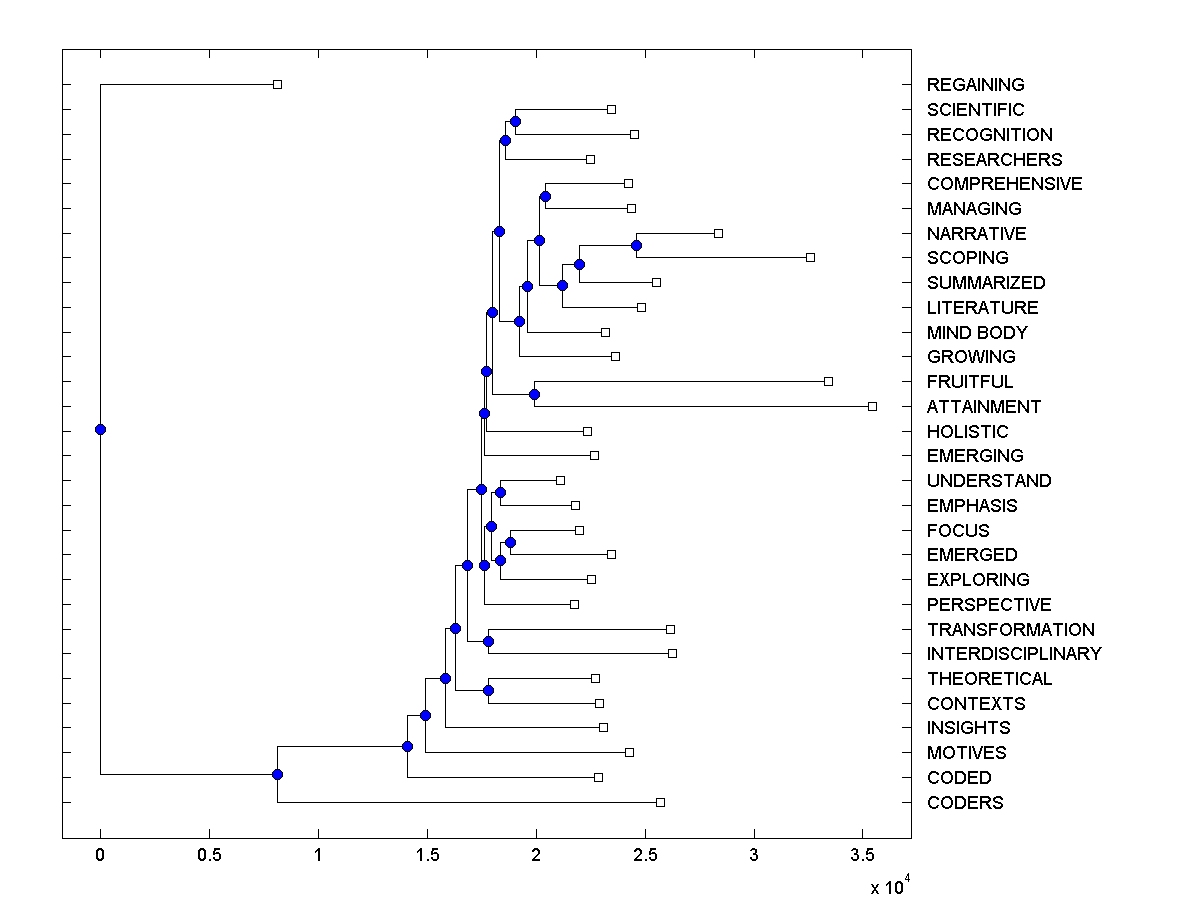 REGAINING
SCIENTIFIC
RECOGNITION
RESEARCHERS
COMPREHENSIVE
MANAGING
NARRATIVE
SCOPING
SUMMARIZED
LITERATURE
MIND BODY
GROWING
FRUITFUL
ATTAINMENT
HOLISTIC
EMERGING
UNDERSTAND
EMPHASIS
FOCUS
EMERGED
EXPLORING
PERSPECTIVE
TRANSFORMATION
INTERDISCIPLINARY
THEORETICAL
CONTEXTS
INSIGHTS
MOTIVES
CODED
CODERS
0 0.5 1 1.5 2 2.5 3 3.5
x 10^4